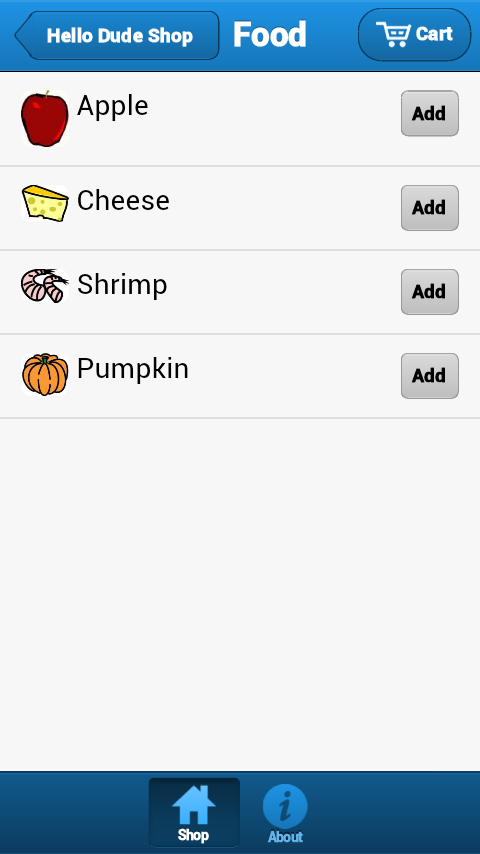 Hello Dude Shop
Food
Cart
Apple
Add
Cheese
Add
Shrimp
Add
Pumpkin
Add
Shop
About